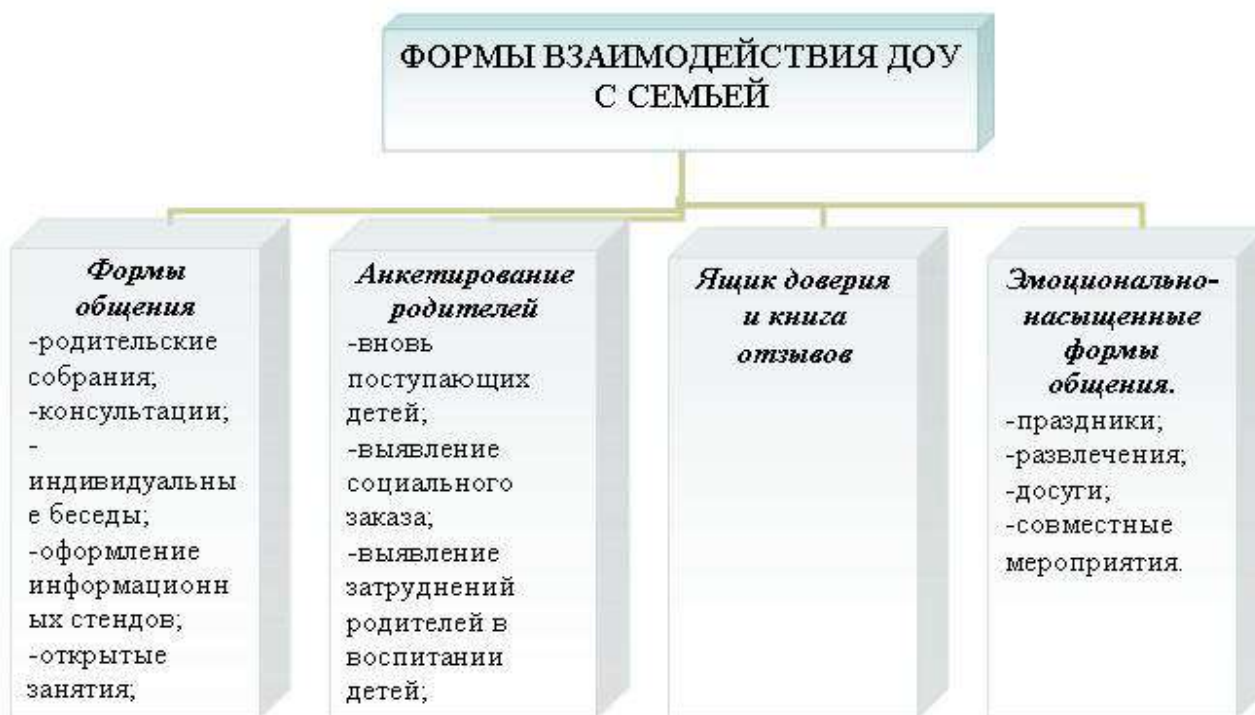 ФОРМЫ ВЗАИМОДЕЙСТВИЯ ДОУ
С СЕМЬЕЙ
Формы
общения
-родительские
собрания;
-консультации;
-
индивидуальны
е беседы;
-оформление
информационн
ых стендов;
-открытые
занятия;
Анкетирование
родителей
-вновь
поступающих
детей;
-выявление
социального
заказа;
-выявление
затруднений
родителей в
воспитании
детей;
Ящик доверия
и книга
отзывов
Эмоционально-
насыщенные
формы
общения.
-праздники;
-развлечения;
-досуги;
-совместные
мероприятия.